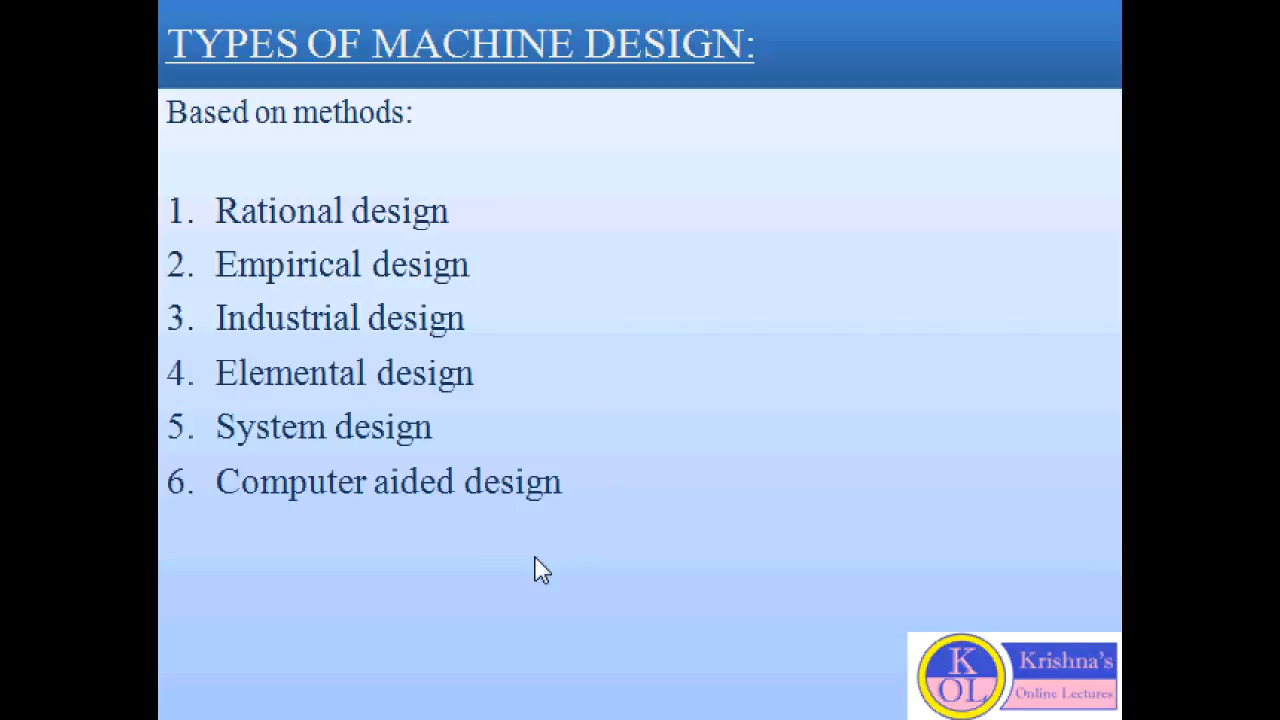 TYPES OF MACHINE DESIGN:
Based on methods:
1. Rational design
2. Empirical design
3. Industrial design
4. Elemental design
5. System design
6. Computer aided design
K
OL
Krishna's
Online Lectures